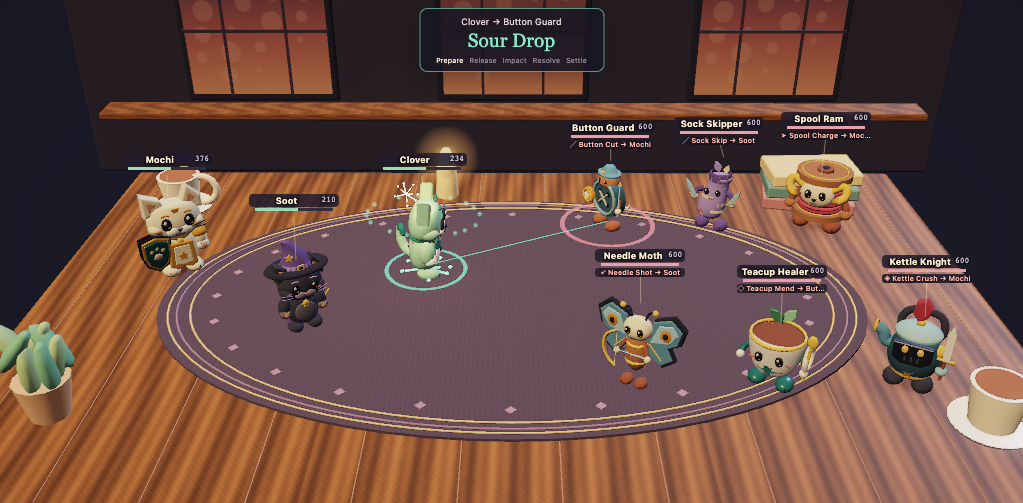 Clover → Button Guard
Sour Drop
Prepare Release Impact Resolve Settle
Button Guard 600
Button Cut → Mochi
Sock Skipper 600
Sock Skip → Soot
Spool Ram 600
Spool Charge → Moc...
Mochi 376
Clover 234
Soot 210
Needle Moth 600
Needle Shot → Soot
Teacup Healer 600
Teacup Mend → But...
Kettle Knight 600
Kettle Crush → Mochi